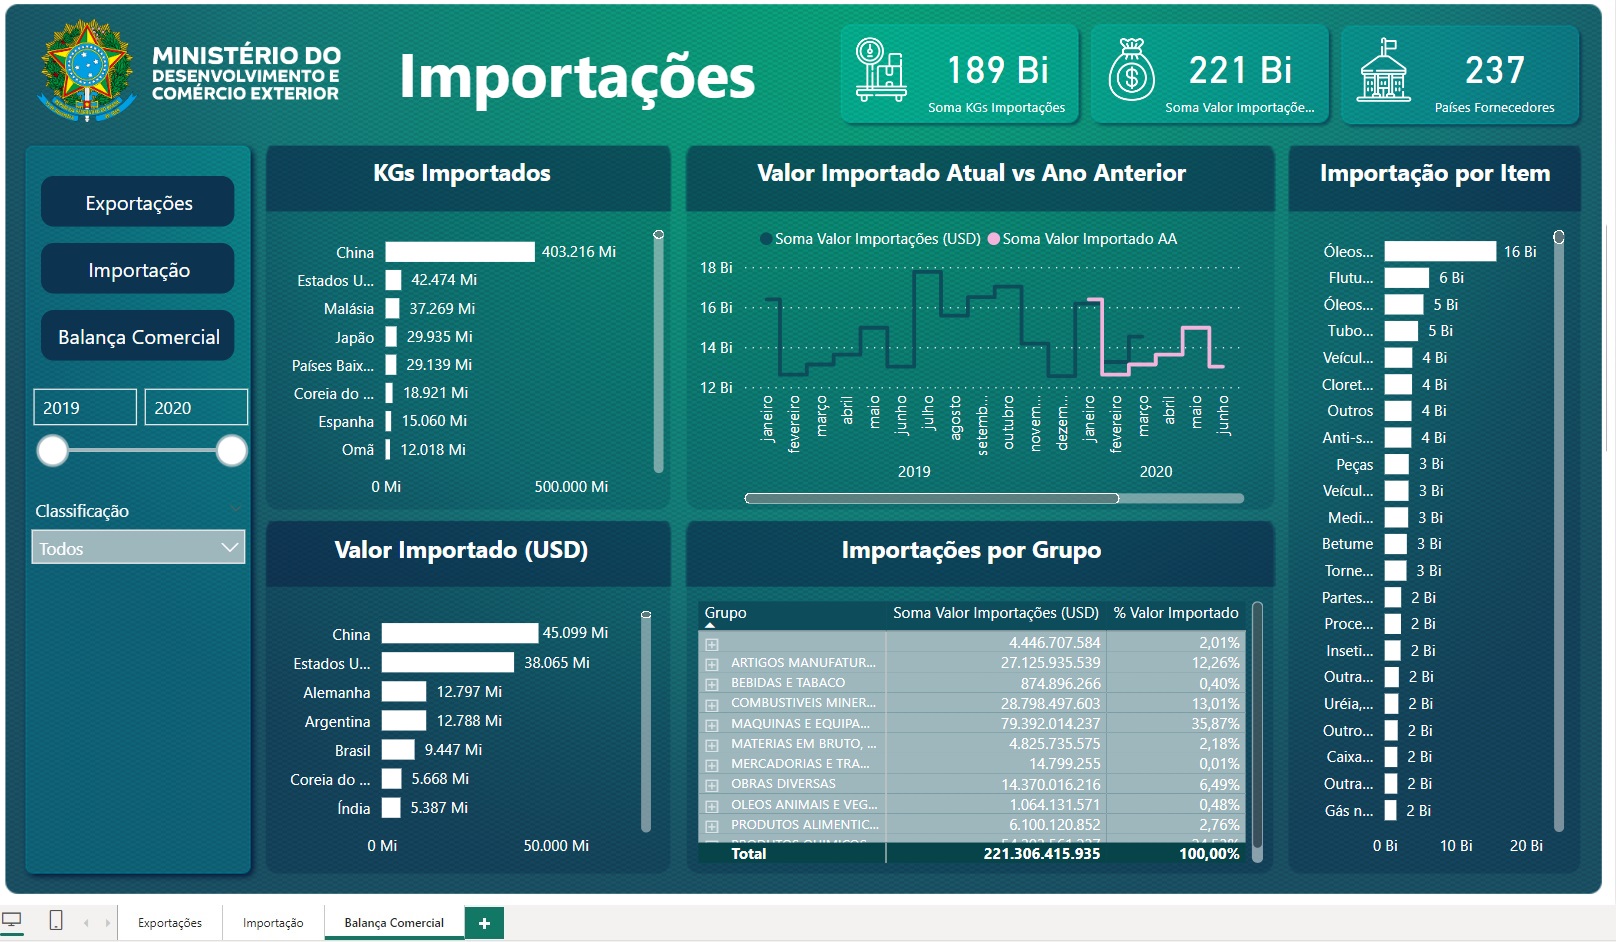 MINISTÉRIO DO
DESENVOLVIMENTO E
COMÉRCIO EXTERIOR
Importações
189 Bi
Soma KGs Importações
221 Bi
Soma Valor Importaçõe...
237
Países Fornecedores
Exportações
Importação
Balança Comercial
2019
2020
Classificação
Todos
KGs Importados
China 403.216 Mi
Estados U... 42.474 Mi
Malásia 37.269 Mi
Japão 29.935 Mi
Países Baix... 29.139 Mi
Coreia do ... 18.921 Mi
Espanha 15.060 Mi
Omã 12.018 Mi
0 Mi 500.000 Mi
Valor Importado Atual vs Ano Anterior
Soma Valor Importações (USD) Soma Valor Importado AA
18 Bi
16 Bi
14 Bi
12 Bi
janeiro
fevereiro
março
abril
maio
junho
julho
agosto
setemb...
outubro
novem...
dezem...
janeiro
fevereiro
março
abril
maio
junho
2019 2020
Importação por Item
Óleos... 16 Bi
Flutu... 6 Bi
Óleos... 5 Bi
Tubo... 5 Bi
Veícul... 4 Bi
Cloret... 4 Bi
Outros 4 Bi
Anti-s... 4 Bi
Peças 3 Bi
Veícul... 3 Bi
Medi... 3 Bi
Betume 3 Bi
Torne... 3 Bi
Partes... 2 Bi
Proce... 2 Bi
Inseti... 2 Bi
Outra... 2 Bi
Uréia,... 2 Bi
Outro... 2 Bi
Caixa... 2 Bi
Outra... 2 Bi
Gás n... 2 Bi
0 Bi 10 Bi 20 Bi
Valor Importado (USD)
China 45.099 Mi
Estados U... 38.065 Mi
Alemanha 12.797 Mi
Argentina 12.788 Mi
Brasil 9.447 Mi
Coreia do ... 5.668 Mi
Índia 5.387 Mi
0 Mi 50.000 Mi
Importações por Grupo
Grupo Soma Valor Importações (USD) % Valor Importado
4.446.707.584 2,01%
ARTIGOS MANUFATUR... 27.125.935.539 12,26%
BEBIDAS E TABACO 874.896.266 0,40%
COMBUSTIVEIS MINER... 28.798.497.603 13,01%
MAQUINAS E EQUIPA... 79.392.014.237 35,87%
MATERIAS EM BRUTO, ... 4.825.735.575 2,18%
MERCADORIAS E TRA... 14.799.255 0,01%
OBRAS DIVERSAS 14.370.016.216 6,49%
OLEOS ANIMAIS E VEG... 1.064.131.571 0,48%
PRODUTOS ALIMENTIC... 6.100.120.852 2,76%
Total 221.306.415.935 100,00%
Exportações
Importação
Balança Comercial
+